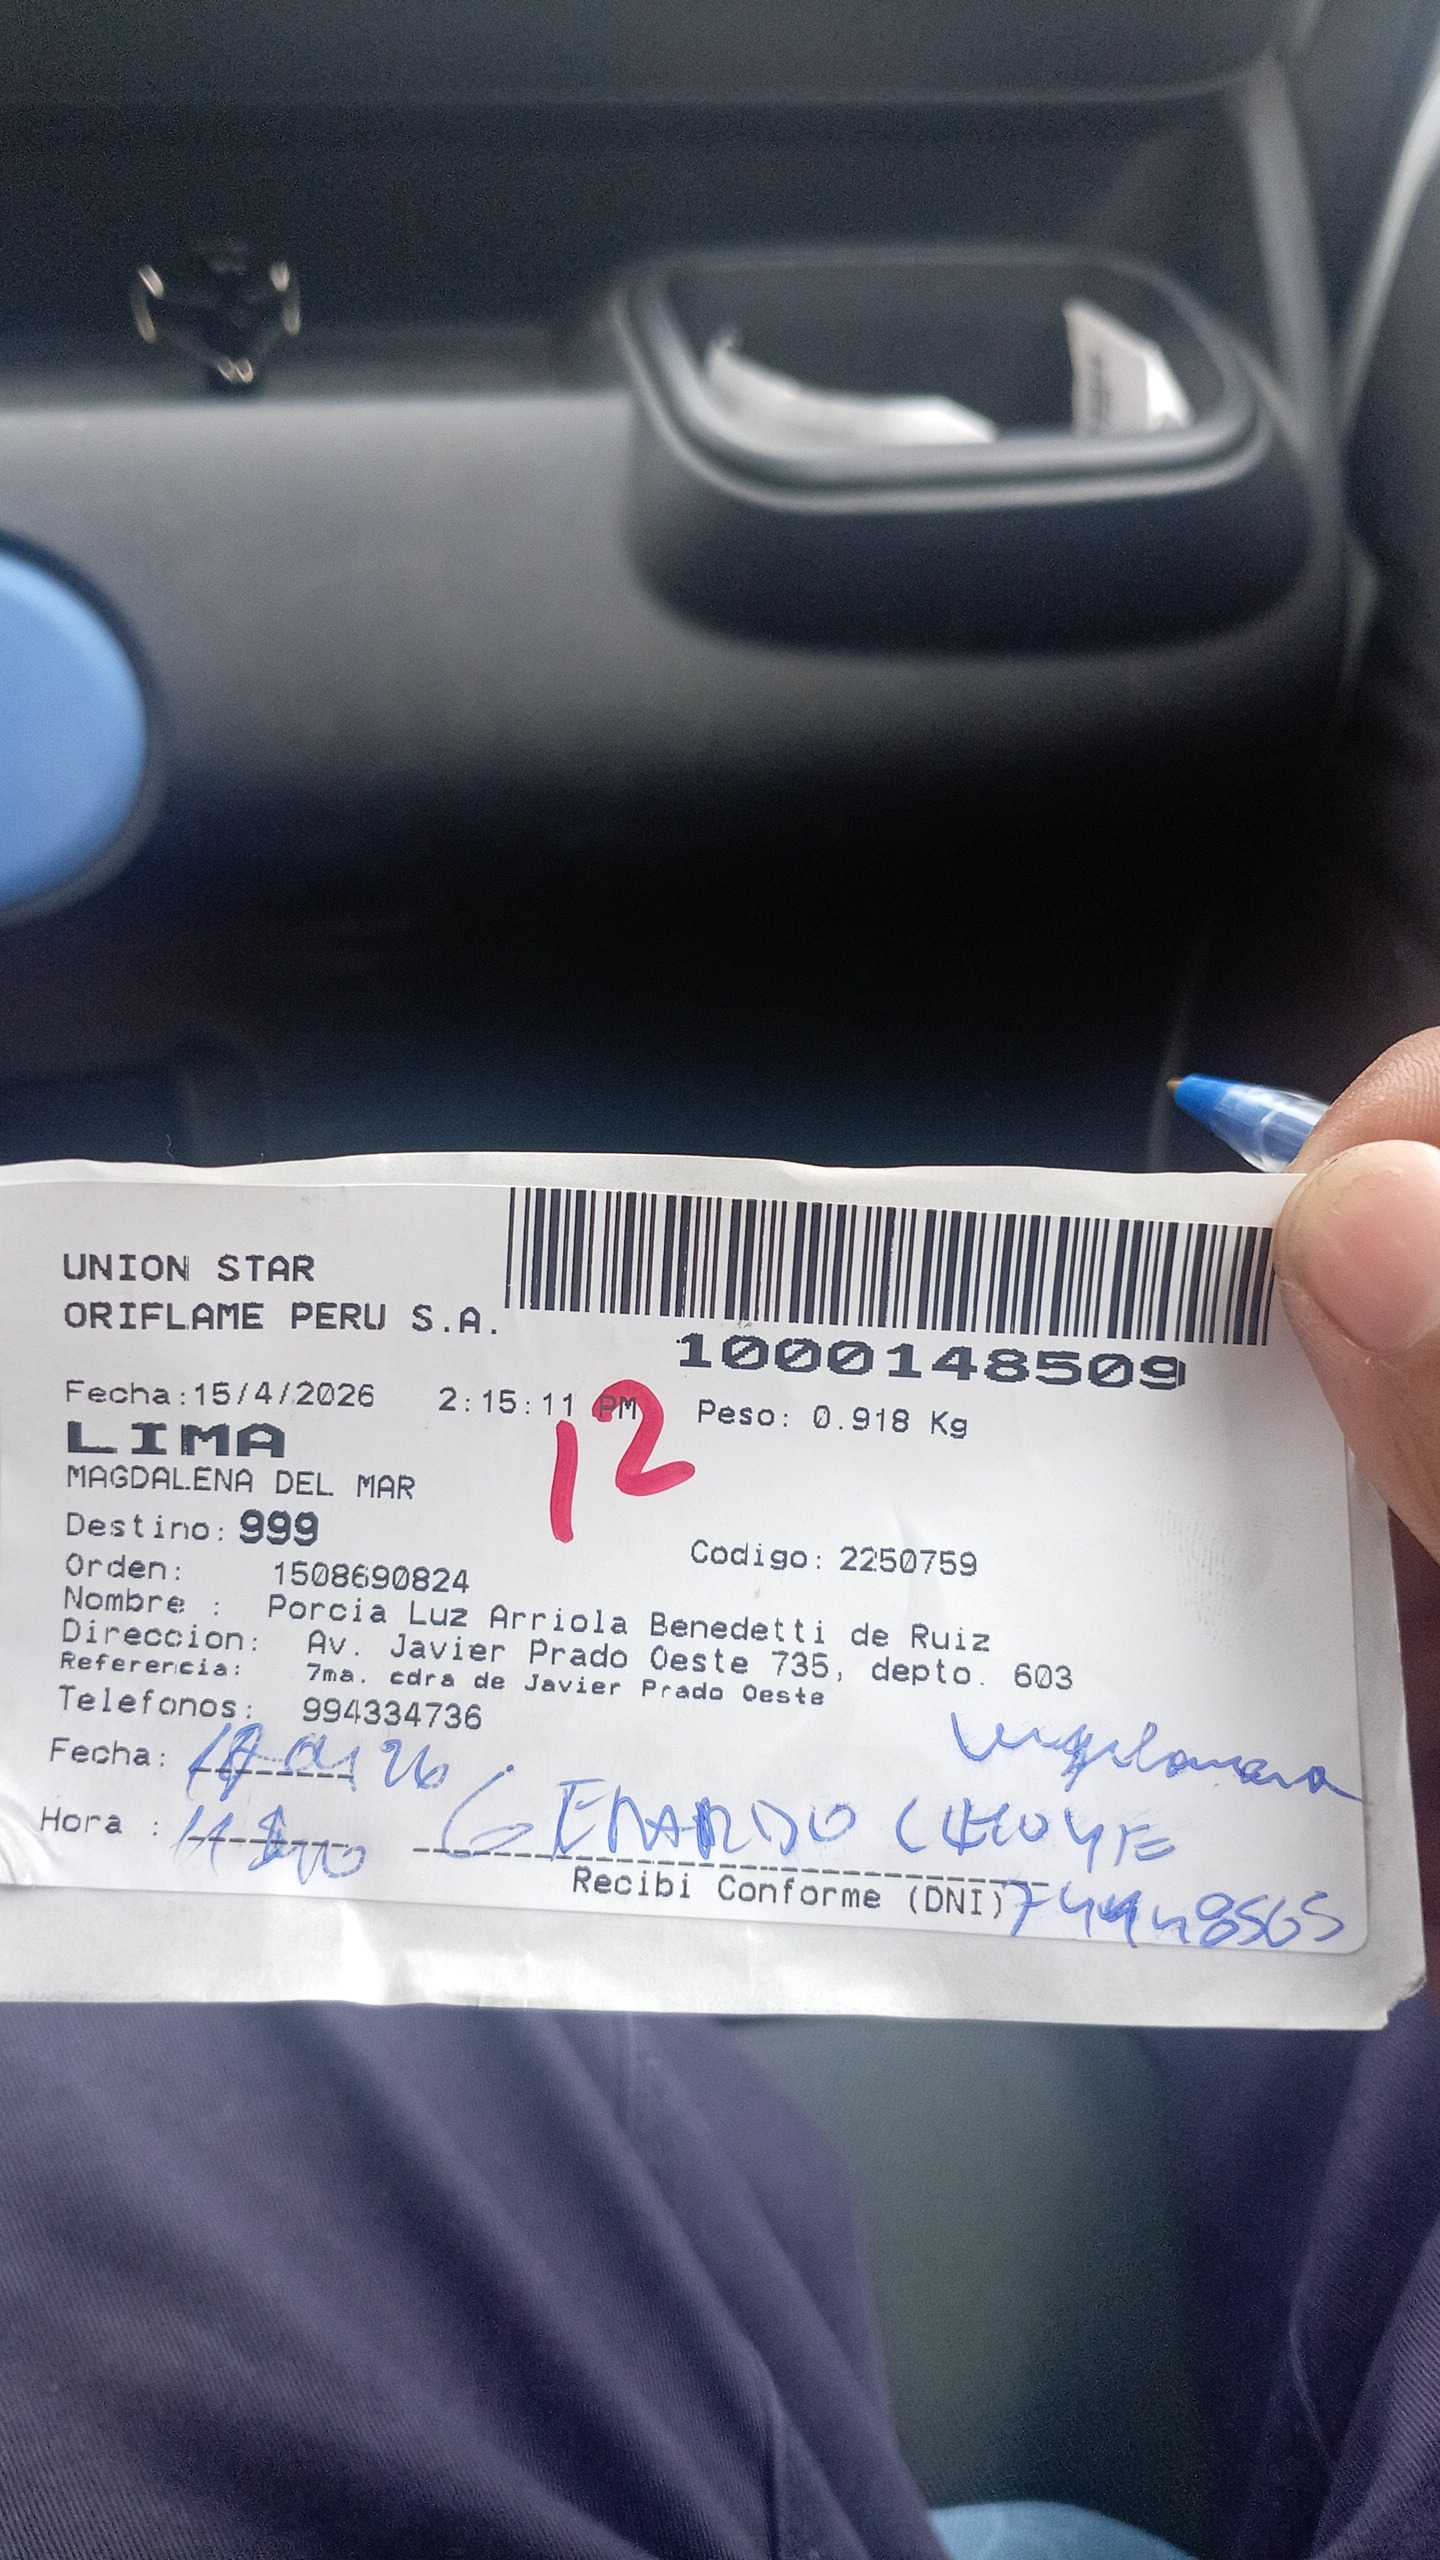 UNION STAR
ORIFLAME PERU S.A.
1000148509
Fecha:15/4/2026 2:15:11 PM Peso: 0.918 Kg
12
LIMA
MAGDALENA DEL MAR
Destino: 999
Codigo: 2250759
Orden: 1508690824
Nombre : Porcia Luz Arriola Benedetti de Ruiz
Direccion: Av. Javier Prado Oeste 735, depto. 603
Referencia: 7ma. cdra de Javier Prado Oeste
Telefonos: 994334736
Fecha: 04 26
Hora :
Recibi Conforme (DNI)